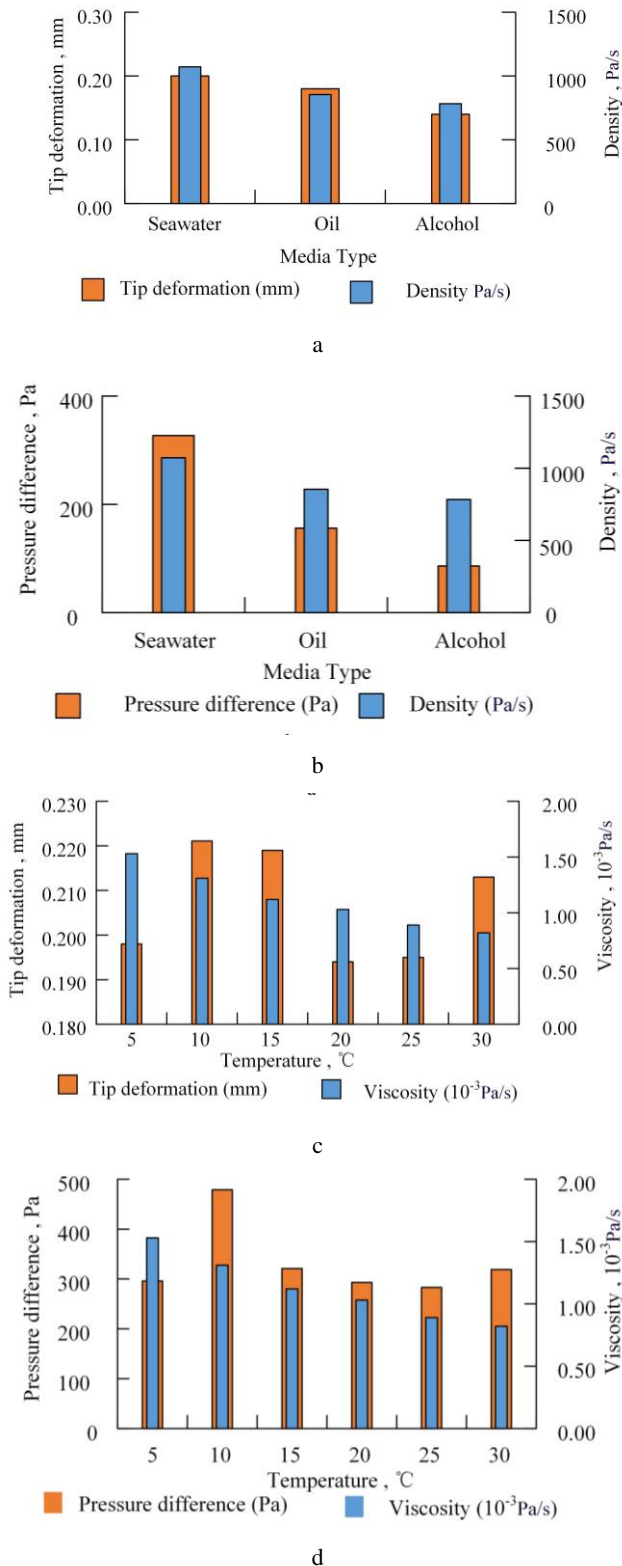 0.30
0.20
0.10
0.00
Tip deformation , mm
1500
1000
500
0
Density , Pa/s
Seawater Oil Alcohol
Media Type
Tip deformation (mm) Density Pa/s)
a
400
200
0
Pressure difference , Pa
1500
1000
500
0
Density , Pa/s
Seawater Oil Alcohol
Media Type
Pressure difference (Pa) Density (Pa/s)
b
0.230
0.220
0.210
0.200
0.190
0.180
Tip deformation , mm
2.00
1.50
1.00
0.50
0.00
Viscosity , 10⁻³Pa/s
5 10 15 20 25 30
Temperature , ℃
Tip deformation (mm) Viscosity (10⁻³Pa/s)
c
500
400
300
200
100
0
Pressure difference , Pa
2.00
1.50
1.00
0.50
0.00
Viscosity , 10⁻³Pa/s
5 10 15 20 25 30
Temperature , ℃
Pressure difference (Pa) Viscosity (10⁻³Pa/s)
d